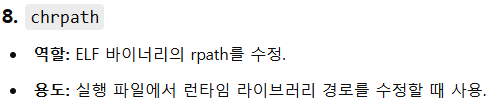 8. chrpath
• 역할: ELF 바이너리의 rpath를 수정.
• 용도: 실행 파일에서 런타임 라이브러리 경로를 수정할 때 사용.